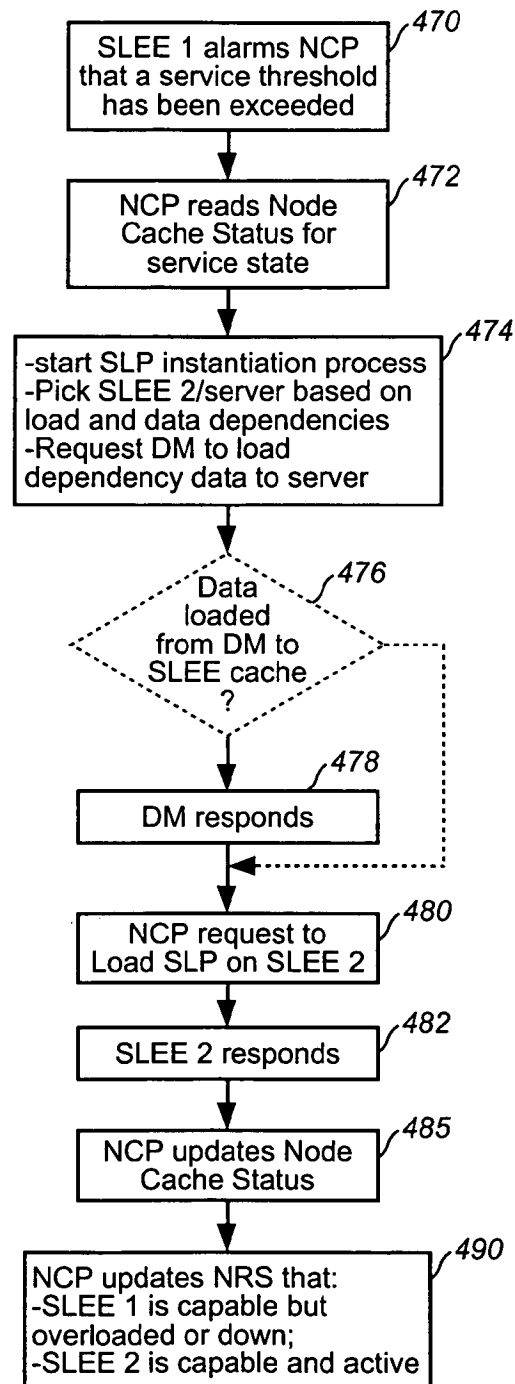 470
SLEE 1 alarms NCP
that a service threshold
has been exceeded
472
NCP reads Node
Cache Status for
service state
474
-start SLP instantiation process
-Pick SLEE 2/server based on
load and data dependencies
-Request DM to load
dependency data to server
476
Data
loaded
from DM to
SLEE cache
?
478
DM responds
480
NCP request to
Load SLP on SLEE 2
482
SLEE 2 responds
485
NCP updates Node
Cache Status
490
NCP updates NRS that:
-SLEE 1 is capable but
overloaded or down;
-SLEE 2 is capable and active